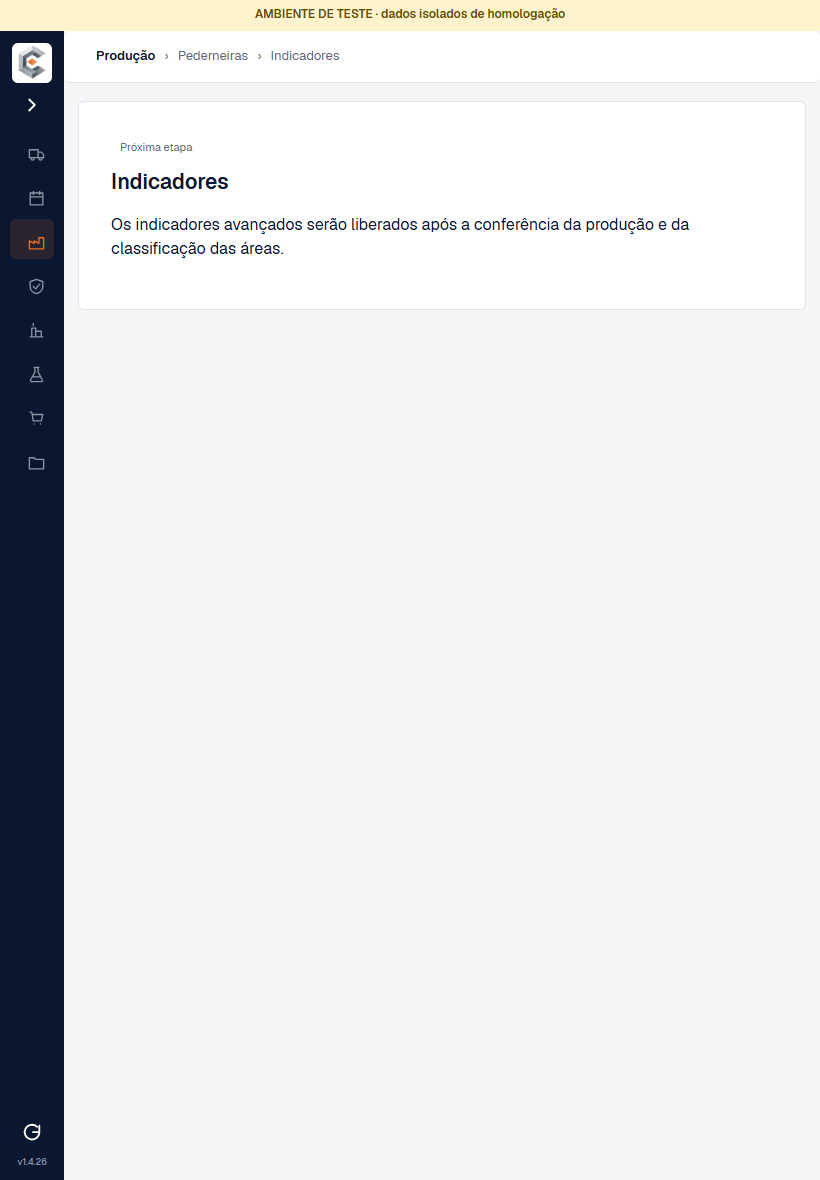 AMBIENTE DE TESTE · dados isolados de homologação
Produção › Pederneiras › Indicadores
Próxima etapa
Indicadores
Os indicadores avançados serão liberados após a conferência da produção e da
classificação das áreas.
v1.4.26